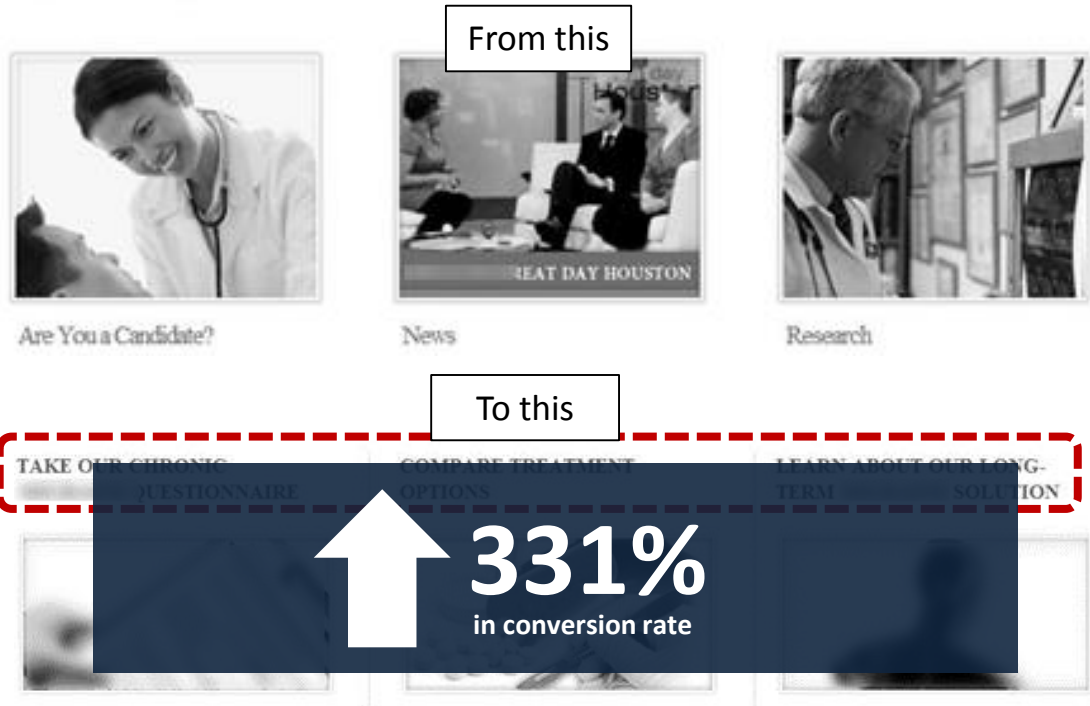 From this
day
Houston
REAT DAY HOUSTON
Are You a Candidate?
News
Research
To this
TAKE OUR CHRONIC
QUESTIONNAIRE
COMPARE TREATMENT
OPTIONS
LEARN ABOUT OUR LONG-
TERM SOLUTION
331%
in conversion rate